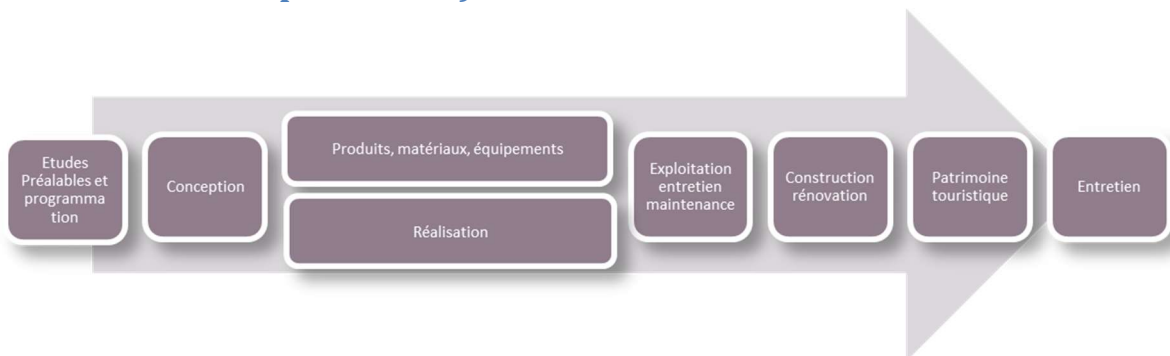 Etudes
Préalables et
programma
tion
Conception
Produits, matériaux, équipements
Réalisation
Exploitation
entretien
maintenance
Construction
rénovation
Patrimoine
touristique
Entretien